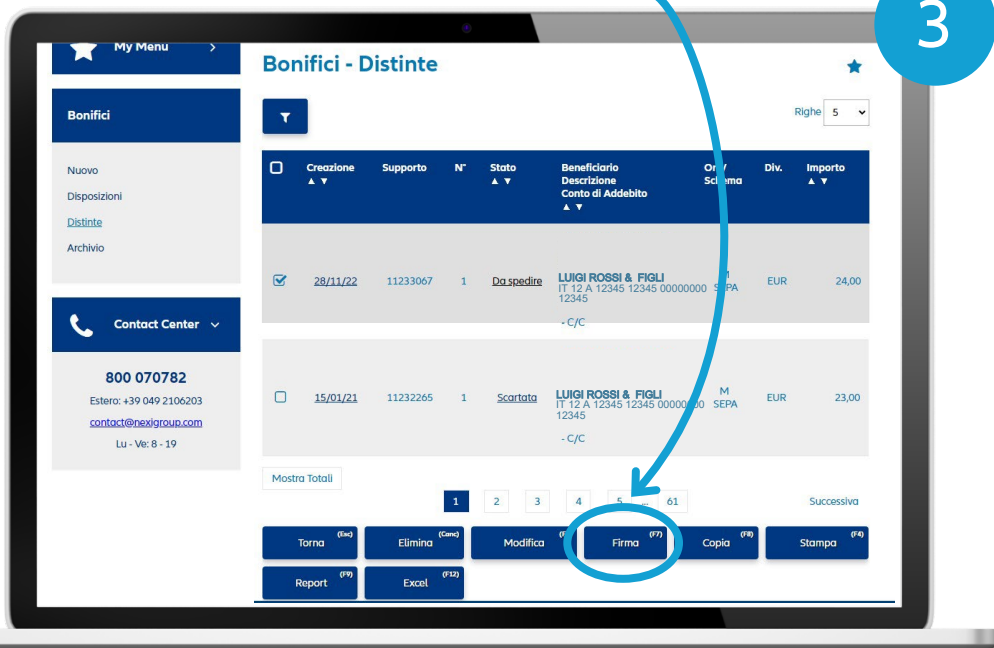 3
My Menu >
Bonifici - Distinte
Bonifici
Righe 5
Nuovo
Disposizioni
Distinte
Archivio
Creazione Supporto N° Stato Beneficiario Div. Importo
▲ ▼ ▲ ▼ Descrizione ▲ ▼
Conto di Addebito
▲ ▼
28/11/22 11233067 1 Da spedire LUIGI ROSSI & FIGLI EUR 24,00
IT 12 A 12345 12345 00000000
12345
- C/C
Contact Center
800 070782
Estero: +39 049 2106203
contact@nexigroup.com
Lu - Ve: 8 - 19
15/01/21 11232265 1 Scartata LUIGI ROSSI & FIGLI M EUR 23,00
IT 12 A 12345 12345 SEPA
12345
- C/C
Mostra Totali
1 2 3 4 5 ... 61 Successiva
Torna (Esc) Elimina (Canc) Modifica Firma (F7) Copia (F8) Stampa (F4)
Report (F9) Excel (F12)